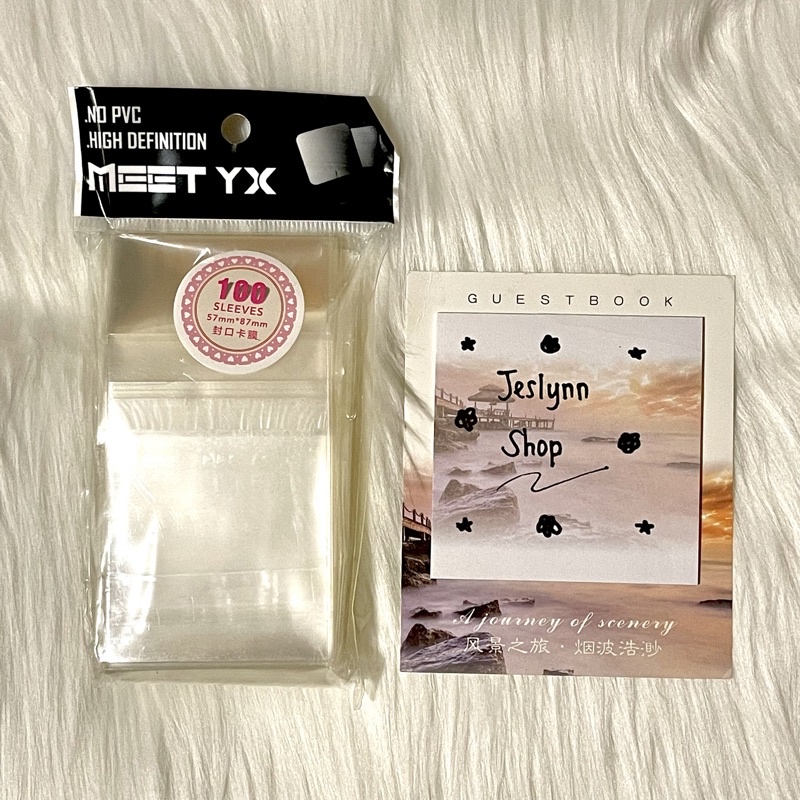 .NO PVC
.HIGH DEFINITION
MEET YX
100
SLEEVES
57mm*87mm
封口卡膜
GUESTBOOK
Jeslynn
Shop
A journey of scenery
风景之旅·烟波浩渺